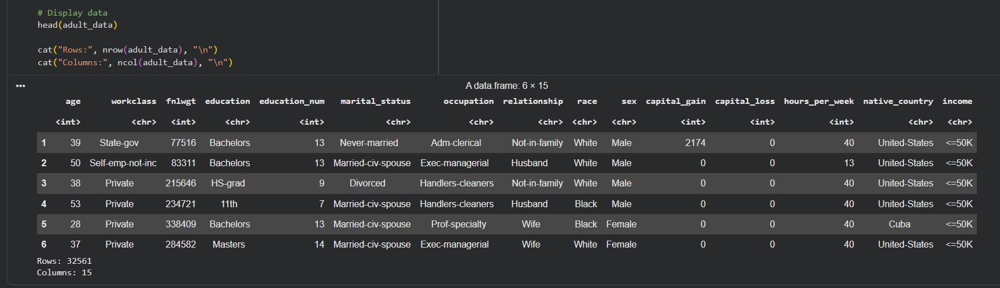 # Display data
head(adult_data)
cat("Rows:", nrow(adult_data), "\n")
cat("Columns:", ncol(adult_data), "\n")
A data.frame: 6 × 15
age workclass fnlwgt education education_num marital_status occupation relationship race sex capital_gain capital_loss hours_per_week native_country income
<int> <chr> <int> <chr> <int> <chr> <chr> <chr> <chr> <chr> <int> <int> <int> <chr> <chr>
1 39 State-gov 77516 Bachelors 13 Never-married Adm-clerical Not-in-family White Male 2174 0 40 United-States <=50K
2 50 Self-emp-not-inc 83311 Bachelors 13 Married-civ-spouse Exec-managerial Husband White Male 0 0 13 United-States <=50K
3 38 Private 215646 HS-grad 9 Divorced Handlers-cleaners Not-in-family White Male 0 0 40 United-States <=50K
4 53 Private 234721 11th 7 Married-civ-spouse Handlers-cleaners Husband Black Male 0 0 40 United-States <=50K
5 28 Private 338409 Bachelors 13 Married-civ-spouse Prof-specialty Wife Black Female 0 0 40 Cuba <=50K
6 37 Private 284582 Masters 14 Married-civ-spouse Exec-managerial Wife White Female 0 0 40 United-States <=50K
Rows: 32561
Columns: 15